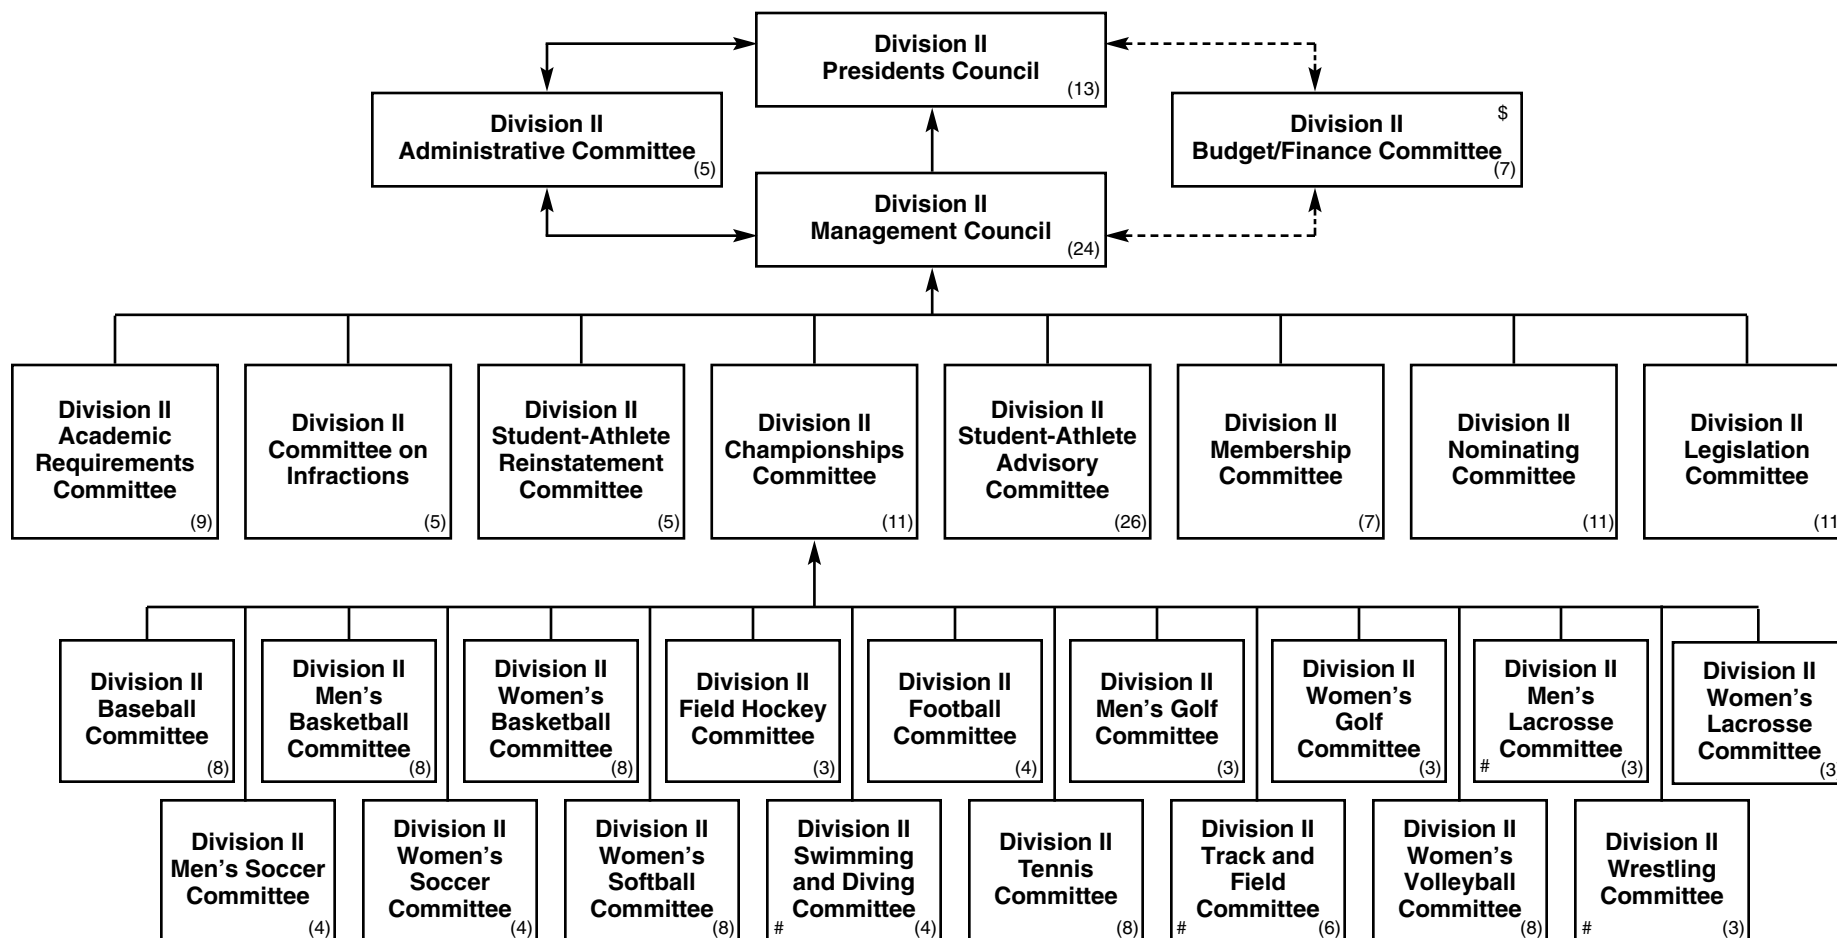 Division II
Presidents Council
(13)
Division II
Administrative Committee
(5)
$
Division II
Budget/Finance Committee
(7)
Division II
Management Council
(24)
Division II
Academic
Requirements
Committee
(9)
Division II
Committee on
Infractions
(5)
Division II
Student-Athlete
Reinstatement
Committee
(5)
Division II
Championships
Committee
(11)
Division II
Student-Athlete
Advisory
Committee
(26)
Division II
Membership
Committee
(7)
Division II
Nominating
Committee
(11)
Division II
Legislation
Committee
(11
Division II
Baseball
Committee
(8)
Division II
Men's
Basketball
Committee
(8)
Division II
Women's
Basketball
Committee
(8)
Division II
Field Hockey
Committee
(3)
Division II
Football
Committee
(4)
Division II
Men's Golf
Committee
(3)
Division II
Women's
Golf
Committee
(3)
Division II
Men's
Lacrosse
Committee
# (3)
Division II
Women's
Lacrosse
Committee
(3
Division II
Men's Soccer
Committee
(4)
Division II
Women's
Soccer
Committee
(4)
Division II
Women's
Softball
Committee
(8)
Division II
Swimming
and Diving
Committee
# (4)
Division II
Tennis
Committee
(8)
Division II
Track and
Field
Committee
# (6)
Division II
Women's
Volleyball
Committee
(8)
Division II
Wrestling
Committee
# (3)